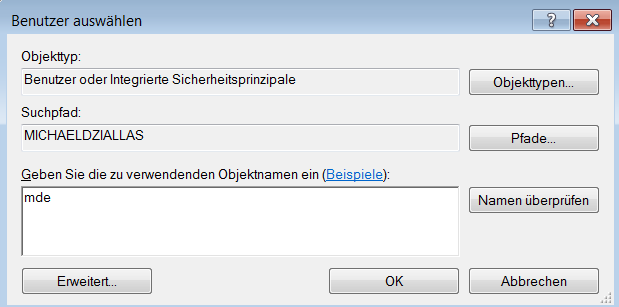 Benutzer auswählen
Objekttyp:
Benutzer oder Integrierte Sicherheitsprinzipale
Objekttypen...
Suchpfad:
MICHAELDZIALLAS
Pfade...
Geben Sie die zu verwendenden Objektnamen ein (Beispiele):
mde
Namen überprüfen
Erweitert...
OK
Abbrechen